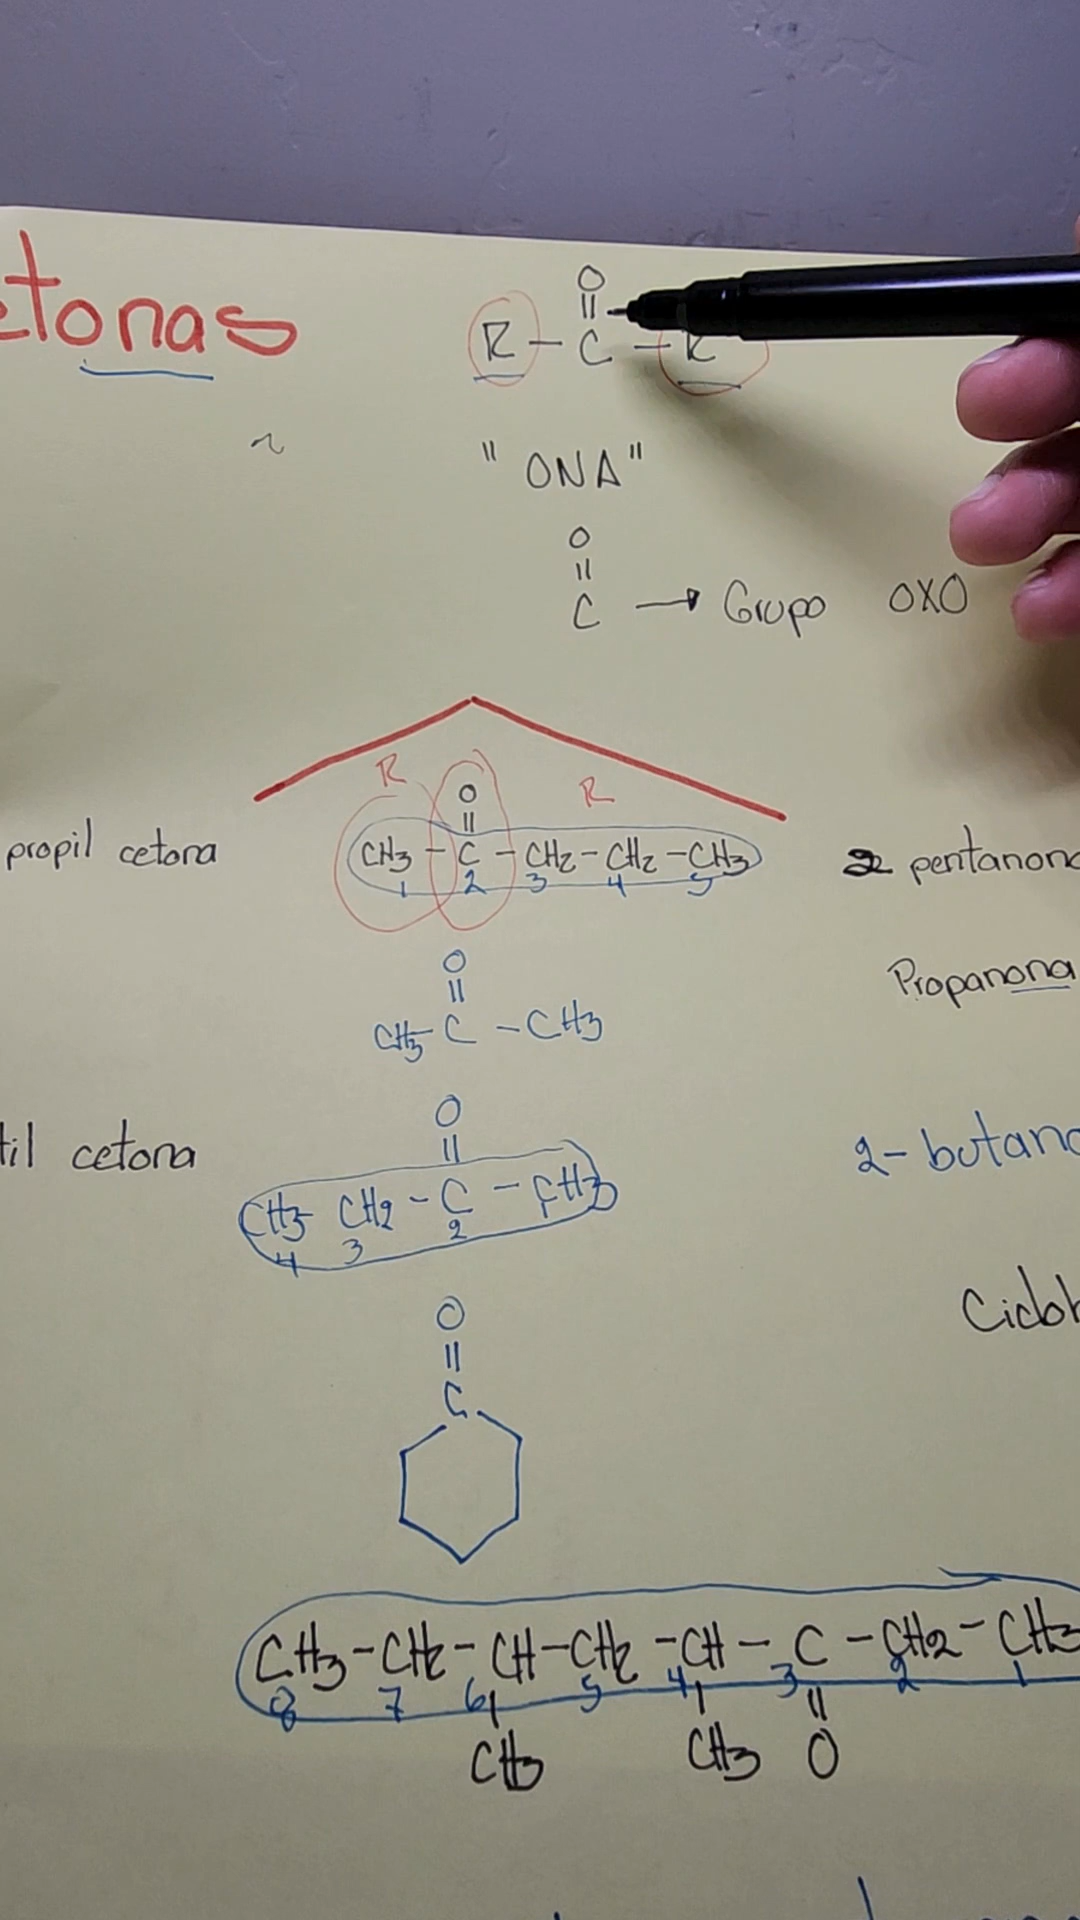 etonas
O
||
R - C - R
"ONA"
O
||
C → Grupo OXO
R R
O
||
propil cetona CH3 - C - CH2 - CH2 - CH3 2 pentanona
1 2 3 4 5
Propanona
O
||
CH3 - C - CH3
O
||
til cetona CH3 CH2 - C - CH3 2- butano
4 3 2
Ciclo
O
||
C
CH3 - CH2 - CH - CH2 - CH - C - CH2 - CH3
8 7 6 5 4 3 2 1
CH3 CH3 O